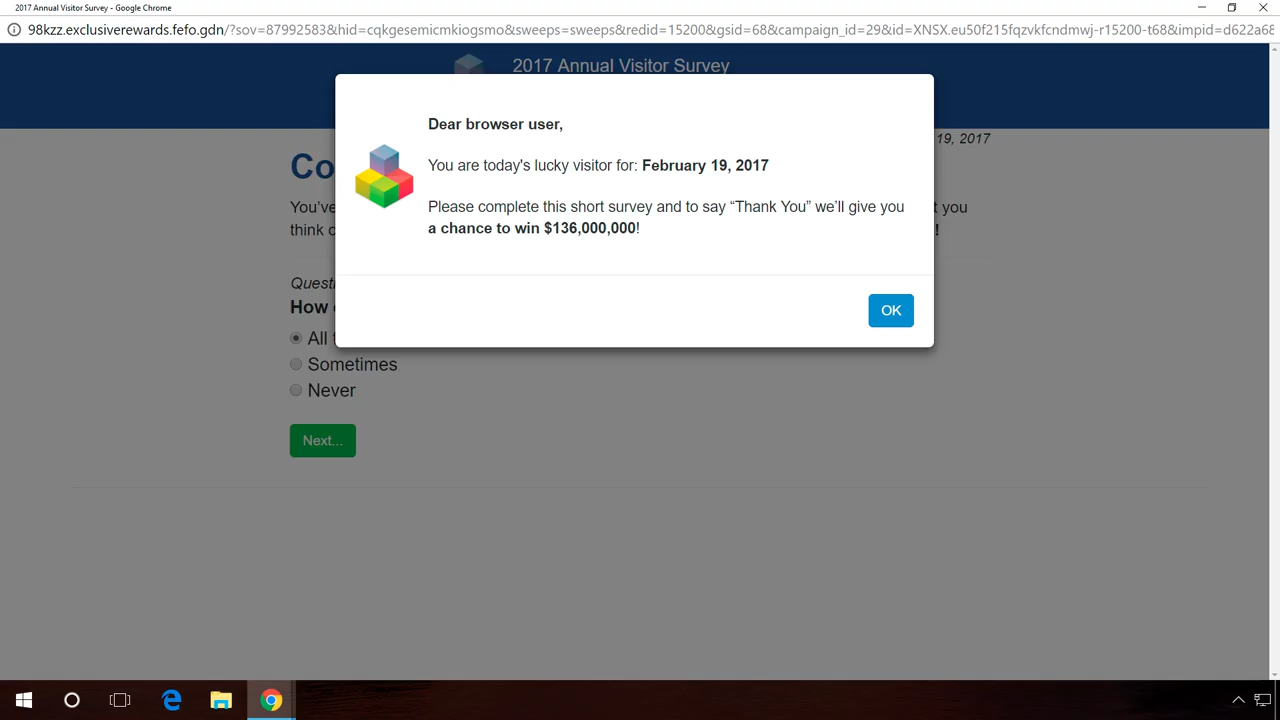 2017 Annual Visitor Survey - Google Chrome
98kzz.exclusiverewards.fefo.gdn/?sov=87992583&hid=cqkgesemicmkiogsmo&sweeps=sweeps&redid=15200&gsid=68&campaign_id=29&id=XNSX.eu50f215fqzvkfcndmwj-r15200-t68&impid=d622a68
2017 Annual Visitor Survey
19, 2017
Dear browser user,
You are today's lucky visitor for: February 19, 2017
Please complete this short survey and to say “Thank You” we’ll give you
a chance to win $136,000,000!
OK
Co
You’ve t you
think !
Questi
How
All
Sometimes
Never
Next...